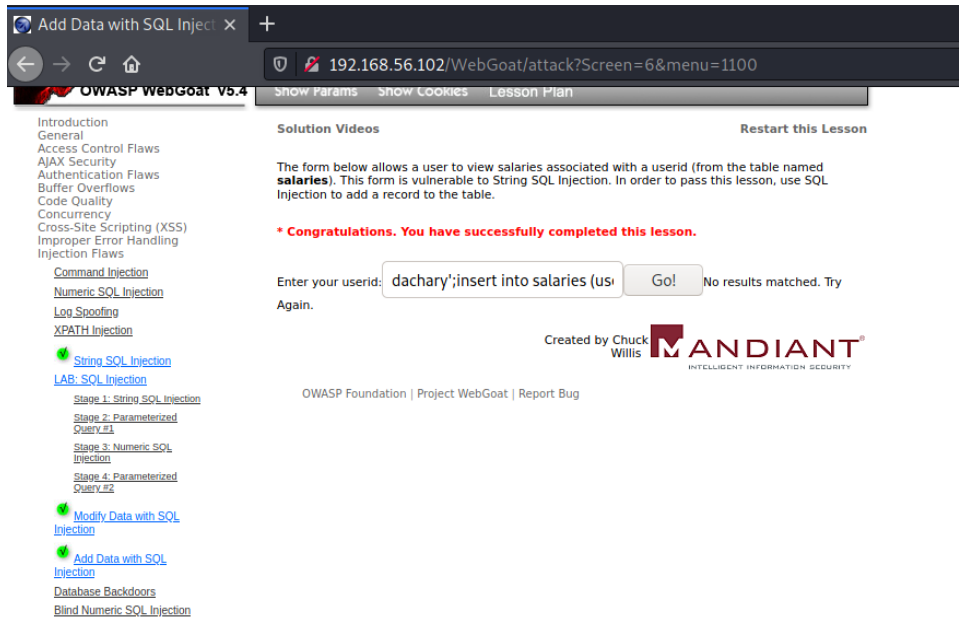 Add Data with SQL Inject
192.168.56.102/WebGoat/attack?Screen=6&menu=1100
OWASP WebGoat V5.4
Show Params Show Cookies Lesson Plan
Introduction
General
Access Control Flaws
AJAX Security
Authentication Flaws
Buffer Overflows
Code Quality
Concurrency
Cross-Site Scripting (XSS)
Improper Error Handling
Injection Flaws
Command Injection
Numeric SQL Injection
Log Spoofing
XPATH Injection
String SQL Injection
LAB: SQL Injection
Stage 1: String SQL Injection
Stage 2: Parameterized
Query #1
Stage 3: Numeric SQL
Injection
Stage 4: Parameterized
Query #2
Modify Data with SQL
Injection
Add Data with SQL
Injection
Database Backdoors
Blind Numeric SQL Injection
Solution Videos Restart this Lesson
The form below allows a user to view salaries associated with a userid (from the table named
salaries). This form is vulnerable to String SQL Injection. In order to pass this lesson, use SQL
Injection to add a record to the table.
* Congratulations. You have successfully completed this lesson.
Enter your userid: dachary';insert into salaries (use Go! No results matched. Try
Again.
Created by Chuck
Willis
MANDIANT®
INTELLIGENT INFORMATION SECURITY
OWASP Foundation | Project WebGoat | Report Bug